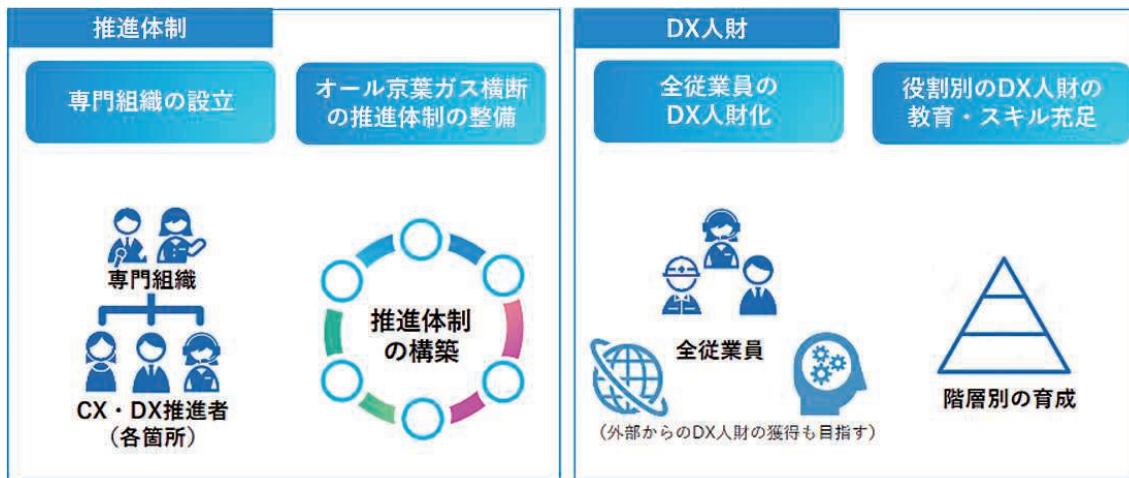 推進体制
専門組織の設立
オール京葉ガス横断
の推進体制の整備
専門組織
CX・DX推進者
（各箇所）
推進体制
の構築
DX人財
全従業員の
DX人財化
役割別のDX人財の
教育・スキル充足
全従業員
（外部からのDX人財の獲得も目指す）
階層別の育成